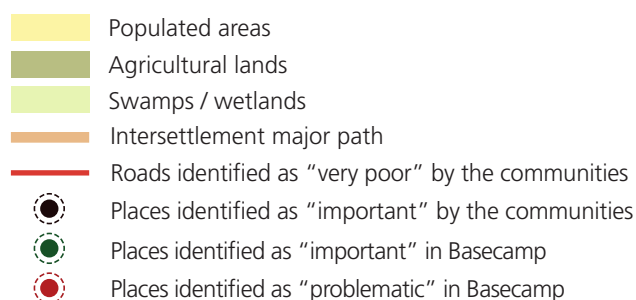 Populated areas
Agricultural lands
Swamps / wetlands
Intersettlement major path
Roads identified as “very poor” by the communities
Places identified as “important” by the communities
Places identified as “important” in Basecamp
Places identified as “problematic” in Basecamp